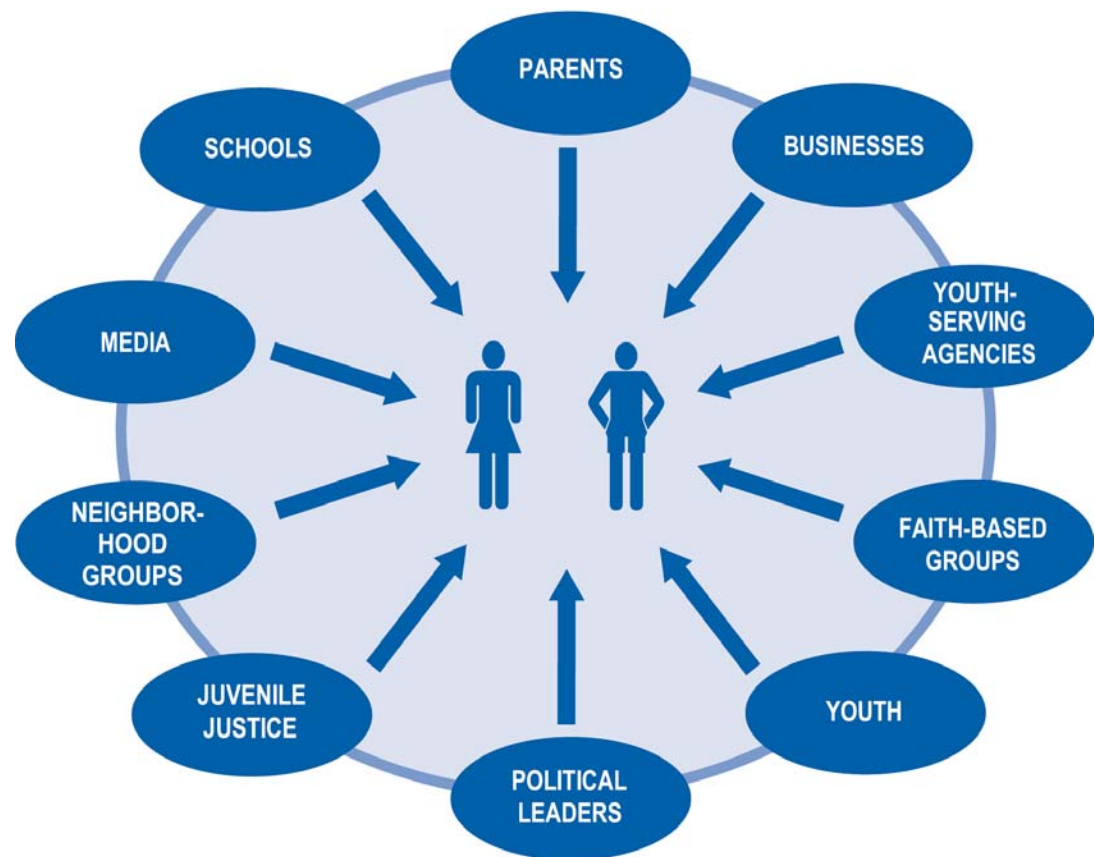 PARENTS
BUSINESSES
YOUTH-
SERVING
AGENCIES
FAITH-BASED
GROUPS
YOUTH
POLITICAL
LEADERS
JUVENILE
JUSTICE
NEIGHBOR-
HOOD
GROUPS
MEDIA
SCHOOLS